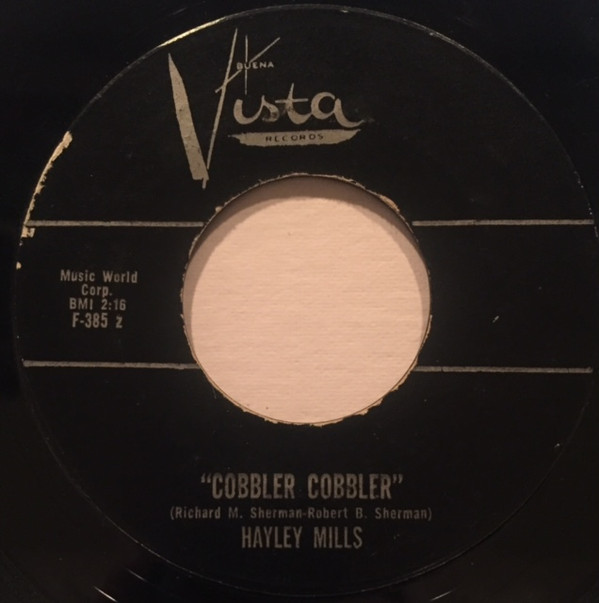 BUENA
Vista
RECORDS
Music World
Corp.
BMI 2:16
F-385 z
"COBBLER COBBLER"
(Richard M. Sherman-Robert B. Sherman)
HAYLEY MILLS